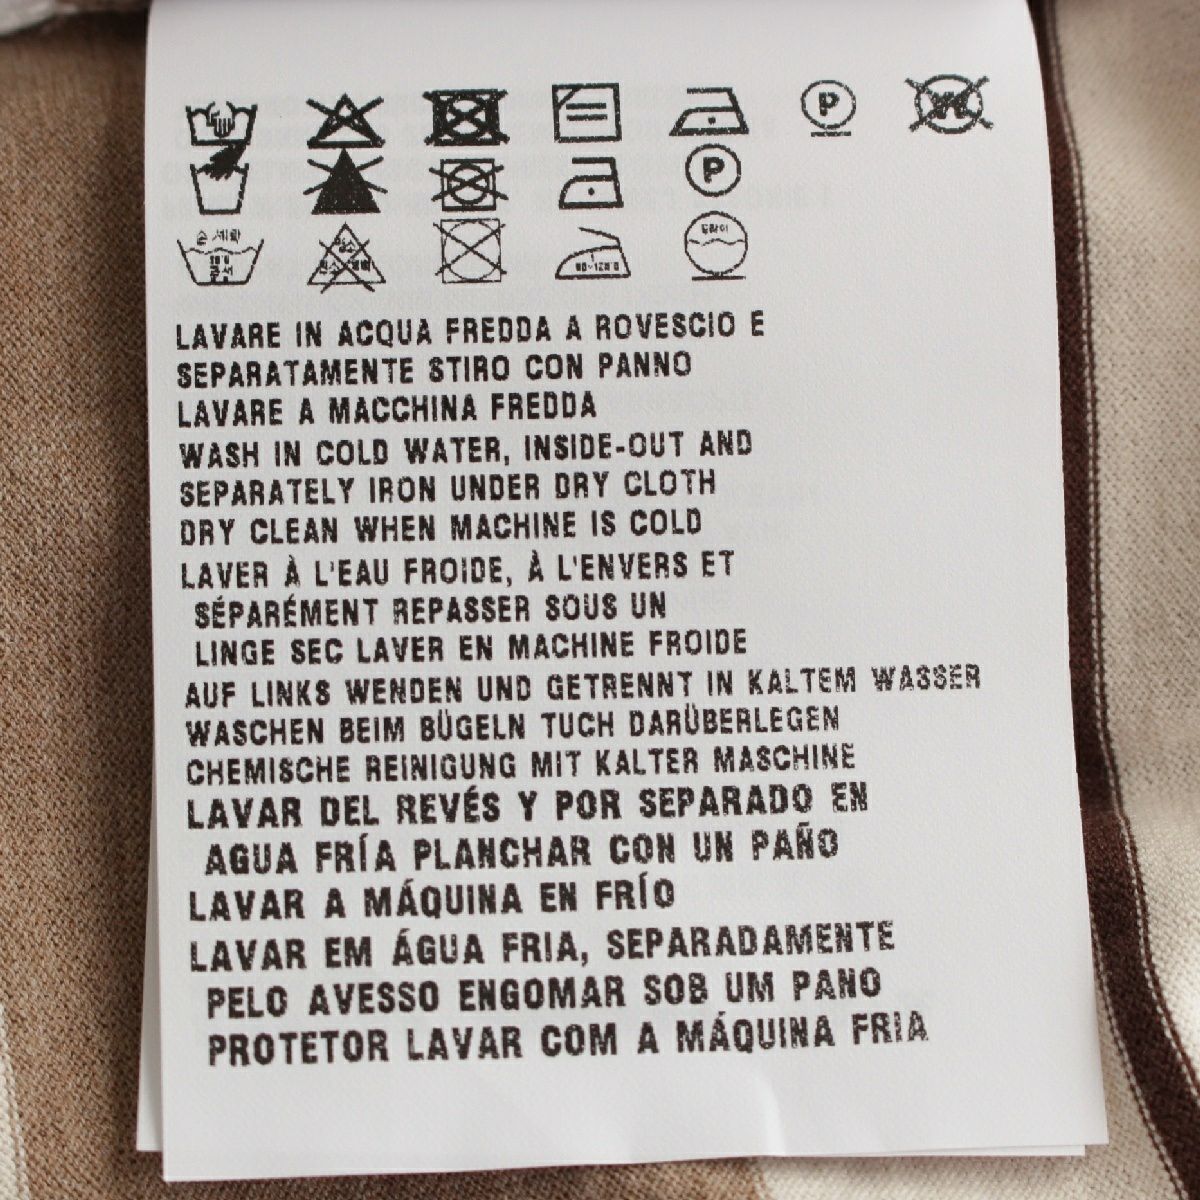 P
W
P
손 세탁
중성
LAVARE IN ACQUA FREDDA A ROVESCIO E
SEPARATAMENTE STIRO CON PANNO
LAVARE A MACCHINA FREDDA
WASH IN COLD WATER, INSIDE-OUT AND
SEPARATELY IRON UNDER DRY CLOTH
DRY CLEAN WHEN MACHINE IS COLD
LAVER À L'EAU FROIDE, À L'ENVERS ET
SÉPARÉMENT REPASSER SOUS UN
LINGE SEC LAVER EN MACHINE FROIDE
AUF LINKS WENDEN UND GETRENNT IN KALTEM WASSER
WASCHEN BEIM BÜGELN TUCH DARÜBERLEGEN
CHEMISCHE REINIGUNG MIT KALTER MASCHINE
LAVAR DEL REVÉS Y POR SEPARADO EN
AGUA FRÍA PLANCHAR CON UN PAÑO
LAVAR A MÁQUINA EN FRÍO
LAVAR EM ÁGUA FRIA, SEPARADAMENTE
PELO AVESSO ENGOMAR SOB UM PANO
PROTETOR LAVAR COM A MÁQUINA FRIA